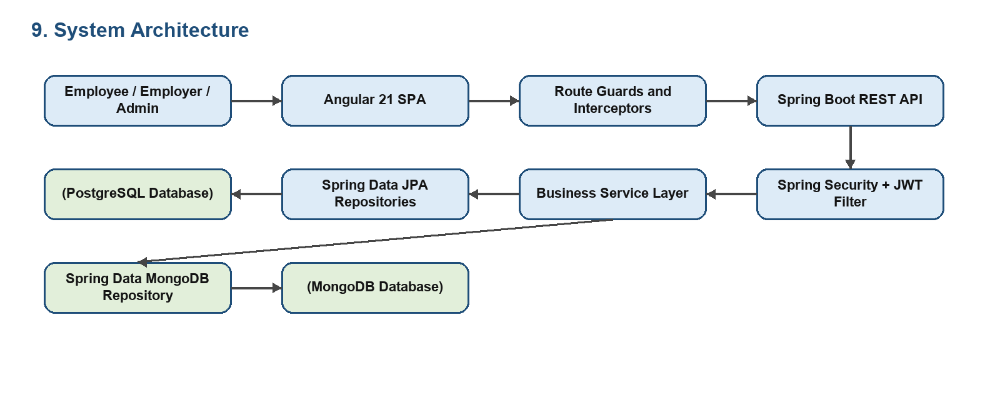 9. System Architecture
Employee / Employer /
Admin
Angular 21 SPA
Route Guards and
Interceptors
Spring Boot REST API
(PostgreSQL Database)
Spring Data JPA
Repositories
Business Service Layer
Spring Security + JWT
Filter
Spring Data MongoDB
Repository
(MongoDB Database)